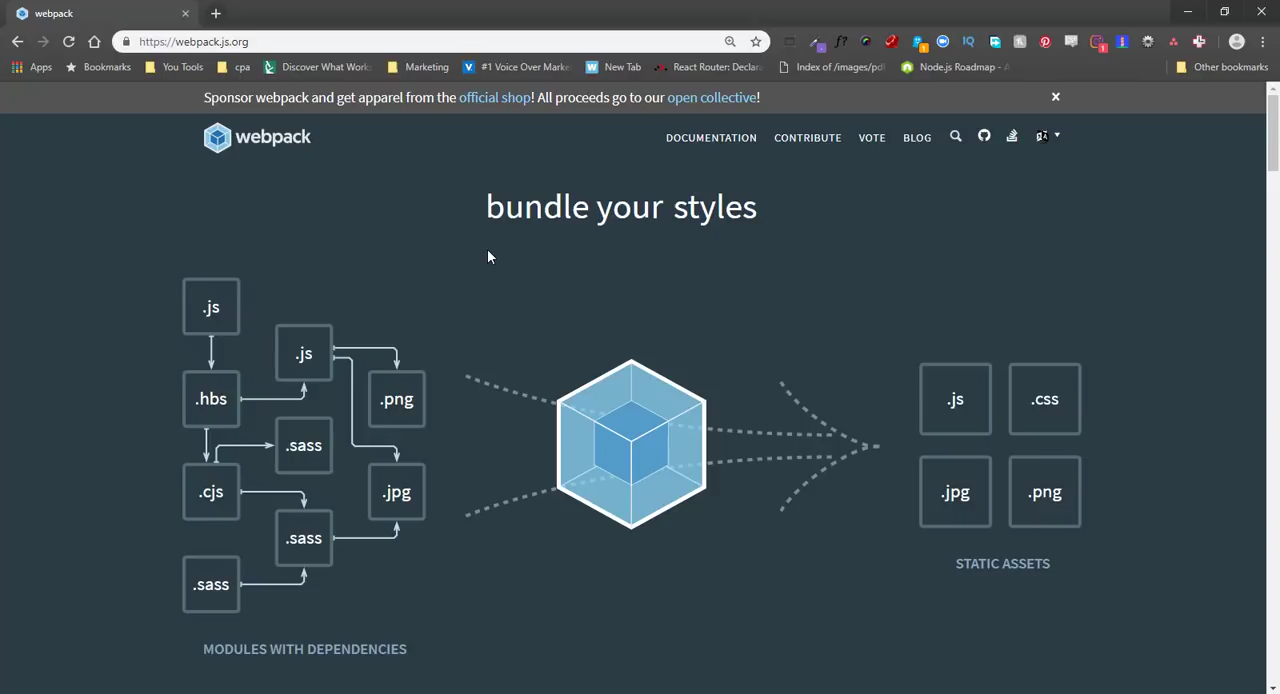 webpack
https://webpack.js.org
Apps
Bookmarks
You Tools
cpa
Discover What Work
Marketing
#1 Voice Over Marke
New Tab
React Router: Declara
Index of /images/pdf
Node.js Roadmap -
Other bookmarks
Sponsor webpack and get apparel from the official shop! All proceeds go to our open collective!
webpack
DOCUMENTATION
CONTRIBUTE
VOTE
BLOG
bundle your styles
.js
.js
.hbs
.png
.sass
.cjs
.jpg
.sass
.sass
MODULES WITH DEPENDENCIES
.js
.css
.jpg
.png
STATIC ASSETS